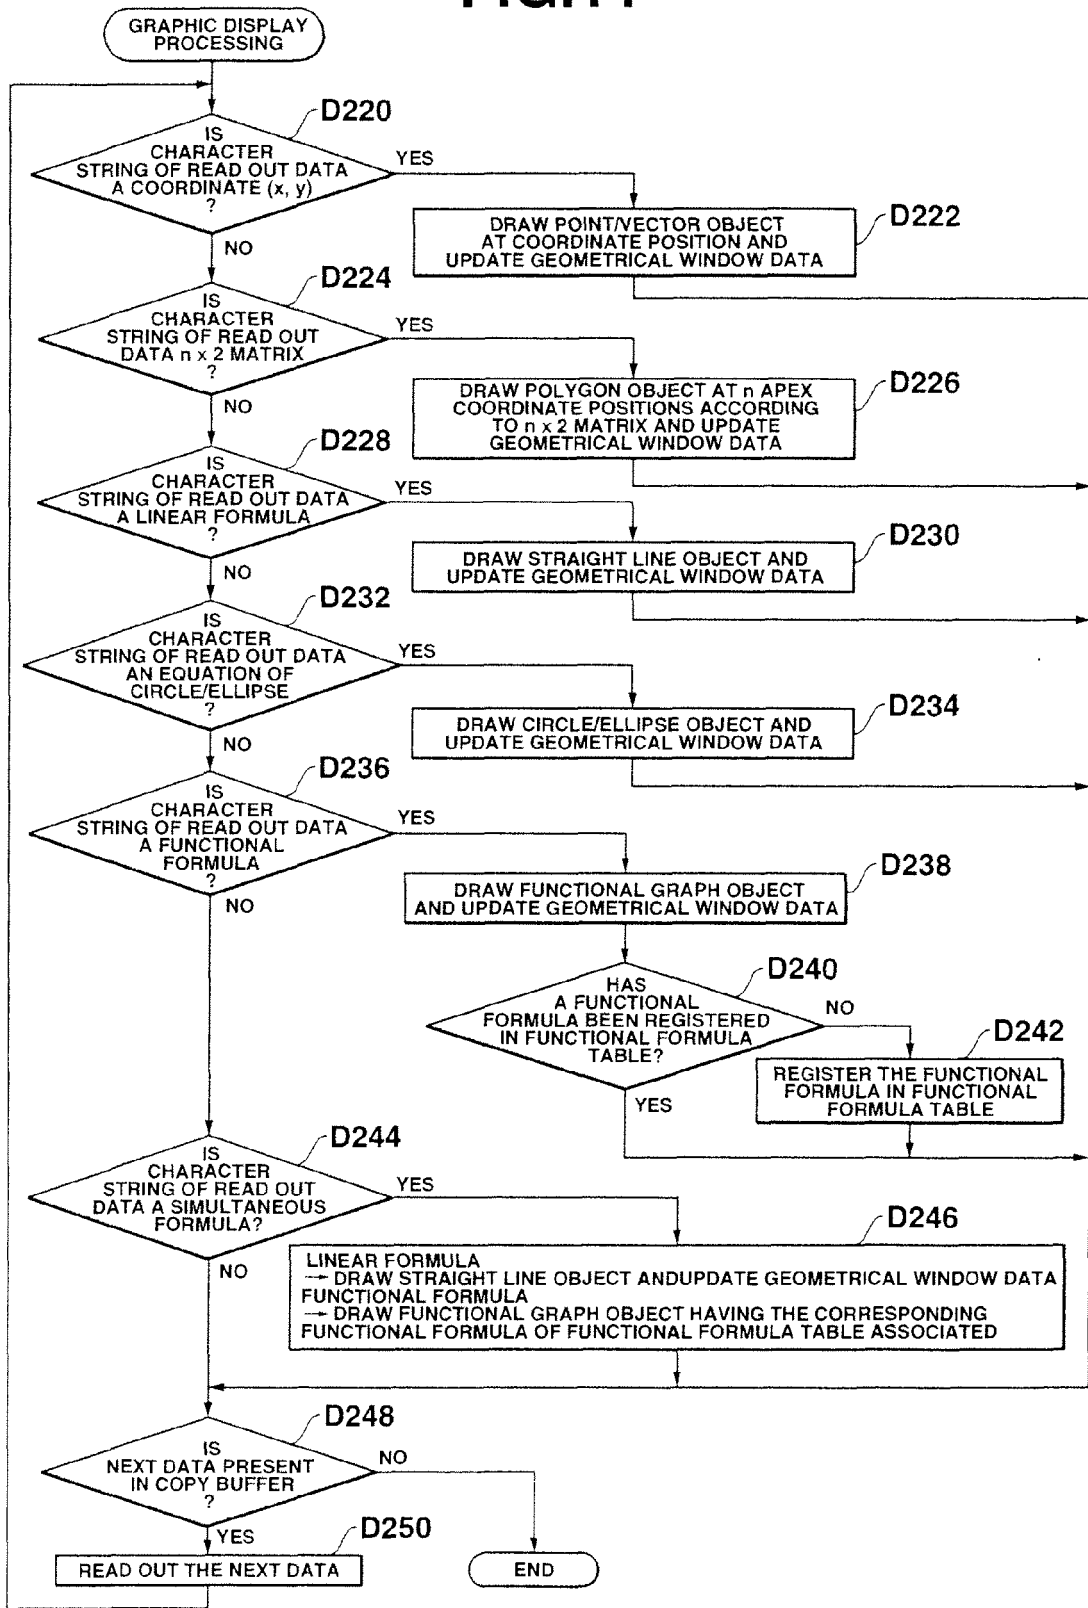 GRAPHIC DISPLAY
PROCESSING
D220
IS
CHARACTER
STRING OF READ OUT DATA
A COORDINATE (x, y)
?
YES
NO
DRAW POINT/VECTOR OBJECT
AT COORDINATE POSITION AND
UPDATE GEOMETRICAL WINDOW DATA
D222
D224
IS
CHARACTER
STRING OF READ OUT
DATA n x 2 MATRIX
?
YES
NO
DRAW POLYGON OBJECT AT n APEX
COORDINATE POSITIONS ACCORDING
TO n x 2 MATRIX AND UPDATE
GEOMETRICAL WINDOW DATA
D226
D228
IS
CHARACTER
STRING OF READ OUT DATA
A LINEAR FORMULA
?
YES
NO
DRAW STRAIGHT LINE OBJECT AND
UPDATE GEOMETRICAL WINDOW DATA
D230
D232
IS
CHARACTER
STRING OF READ OUT DATA
AN EQUATION OF
CIRCLE/ELLIPSE
?
YES
NO
DRAW CIRCLE/ELLIPSE OBJECT AND
UPDATE GEOMETRICAL WINDOW DATA
D234
D236
IS
CHARACTER
STRING OF READ OUT DATA
A FUNCTIONAL
FORMULA
?
YES
NO
DRAW FUNCTIONAL GRAPH OBJECT
AND UPDATE GEOMETRICAL WINDOW DATA
D238
D240
HAS
A FUNCTIONAL
FORMULA BEEN REGISTERED
IN FUNCTIONAL FORMULA
TABLE?
NO
YES
D242
REGISTER THE FUNCTIONAL
FORMULA IN FUNCTIONAL
FORMULA TABLE
D244
IS
CHARACTER
STRING OF READ OUT
DATA A SIMULTANEOUS
FORMULA?
YES
NO
D246
LINEAR FORMULA
→ DRAW STRAIGHT LINE OBJECT ANDUPDATE GEOMETRICAL WINDOW DATA
FUNCTIONAL FORMULA
→ DRAW FUNCTIONAL GRAPH OBJECT HAVING THE CORRESPONDING
FUNCTIONAL FORMULA OF FUNCTIONAL FORMULA TABLE ASSOCIATED
D248
IS
NEXT DATA PRESENT
IN COPY BUFFER
?
NO
YES
D250
READ OUT THE NEXT DATA
END